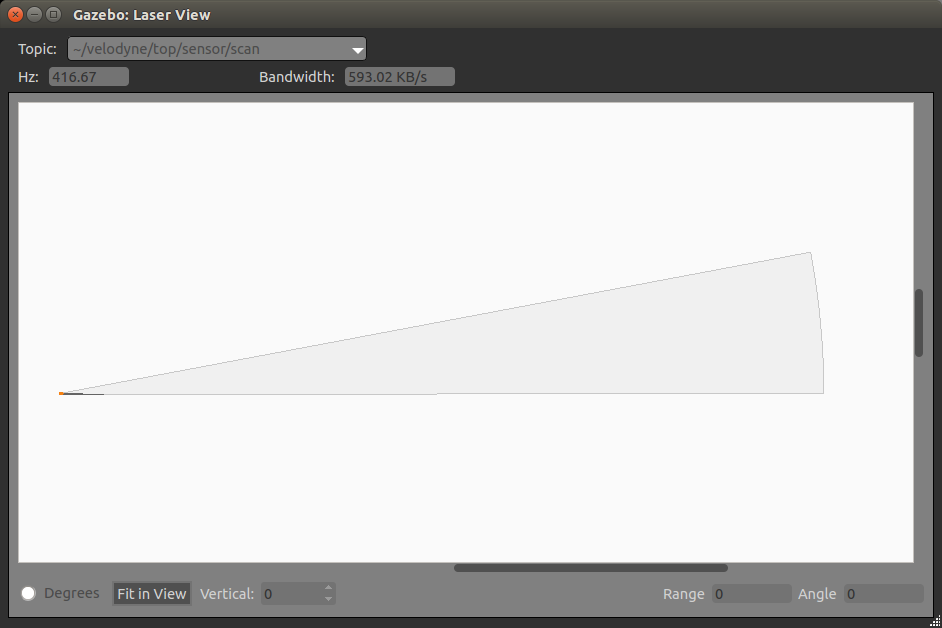 Gazebo: Laser View
Topic: ~/velodyne/top/sensor/scan
Hz: 416.67 Bandwidth: 593.02 KB/s
Degrees Fit in View Vertical: 0 Range 0 Angle 0